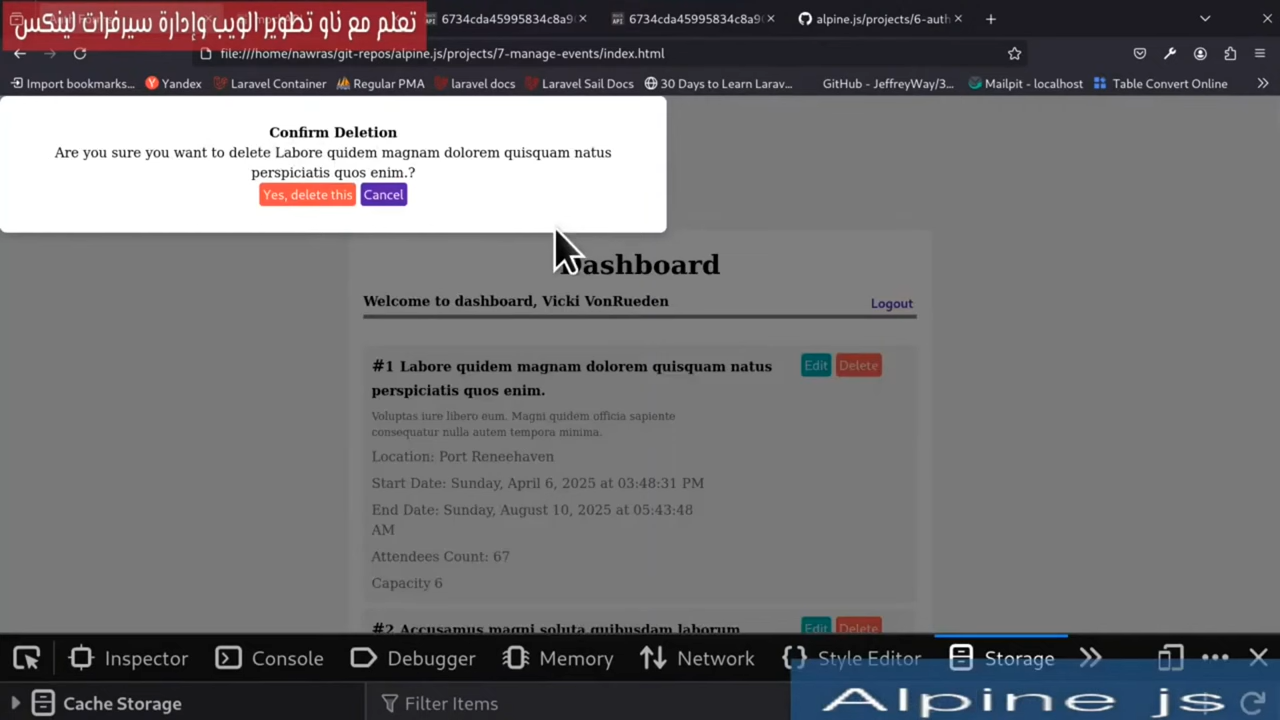 تعلم مع ناو تطوير الويب وإدارة سيرفرات لينكس
6734cda45995834c8a9
6734cda45995834c8a9
alpine.js/projects/6-auth
file:///home/nawras/git-repos/alpine.js/projects/7-manage-events/index.html
Import bookmarks...
Yandex
Laravel Container
Regular PMA
laravel docs
Laravel Sail Docs
30 Days to Learn Larav...
GitHub - JeffreyWay/3...
Mailpit - localhost
Table Convert Online
Confirm Deletion
Are you sure you want to delete Labore quidem magnam dolorem quisquam natus
perspiciatis quos enim.?
Yes, delete this Cancel
Dashboard
Welcome to dashboard, Vicki VonRueden
Logout
#1 Labore quidem magnam dolorem quisquam natus
perspiciatis quos enim.
Edit Delete
Voluptas iure libero eum. Magni quidem officia sapiente
consequatur nulla autem tempora minima.
Location: Port Reneehaven
Start Date: Sunday, April 6, 2025 at 03:48:31 PM
End Date: Sunday, August 10, 2025 at 05:43:48
AM
Attendees Count: 67
Capacity 6
#2 Accusamus magni soluta quibusdam laborum
Edit Delete
Inspector
Console
Debugger
Memory
Network
Style Editor
Storage
Cache Storage
Filter Items
Alpine js